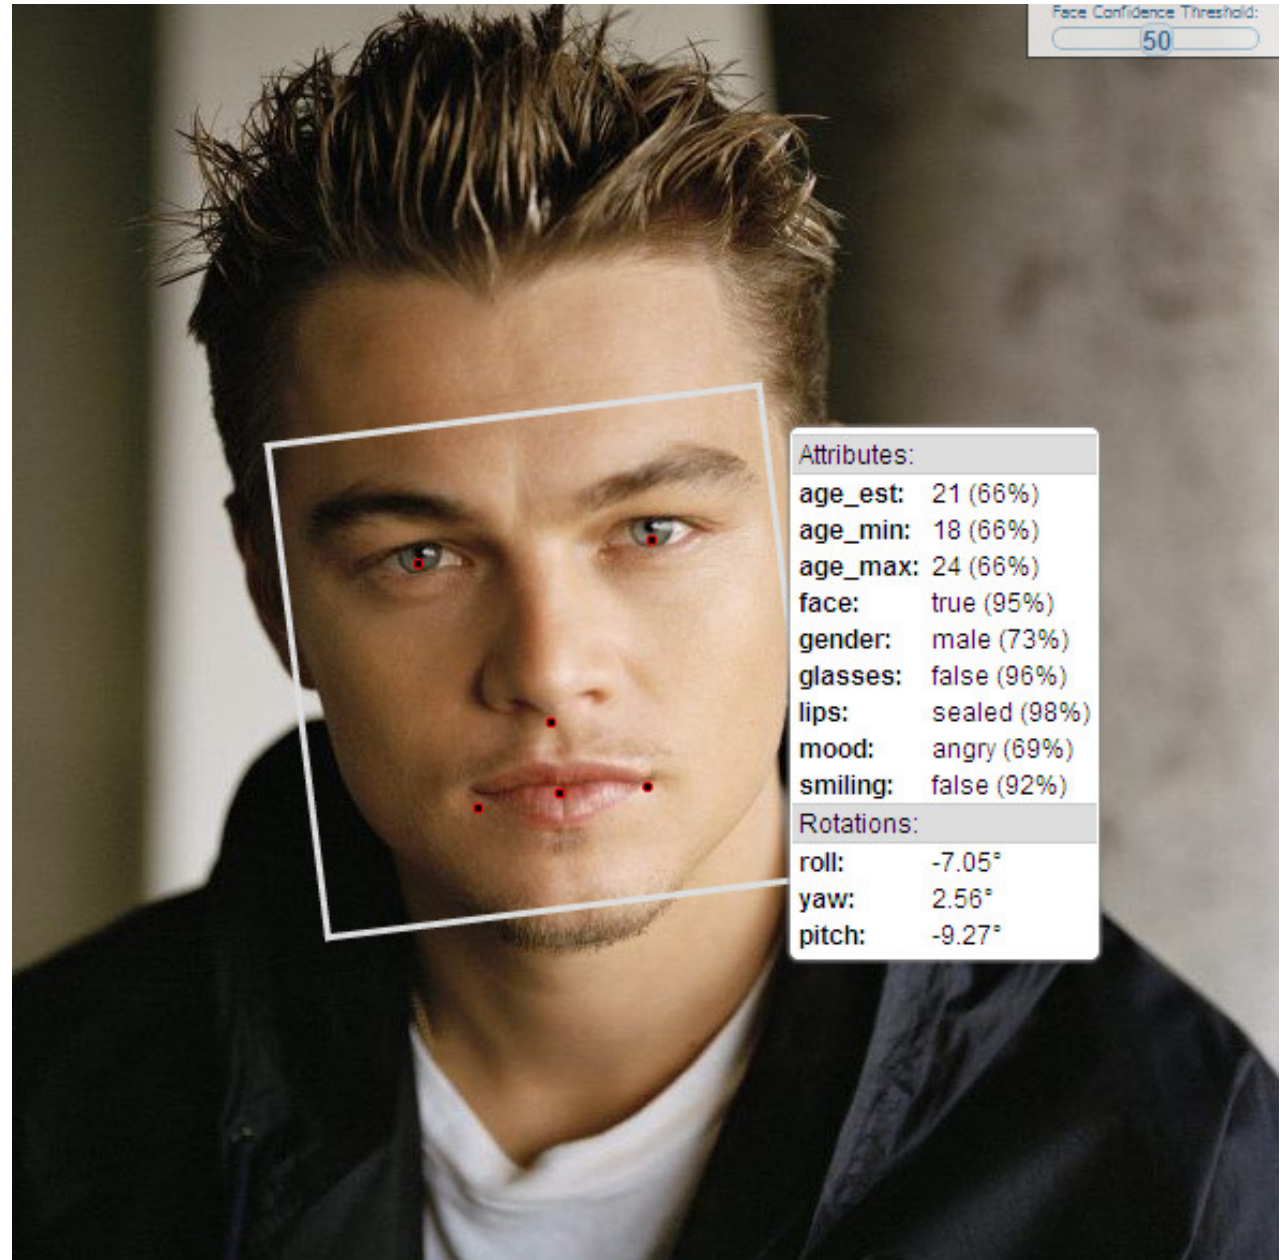 Face Confidence Threshold:
50
Attributes:
age_est: 21 (66%)
age_min: 18 (66%)
age_max: 24 (66%)
face: true (95%)
gender: male (73%)
glasses: false (96%)
lips: sealed (98%)
mood: angry (69%)
smiling: false (92%)
Rotations:
roll: -7.05°
yaw: 2.56°
pitch: -9.27°